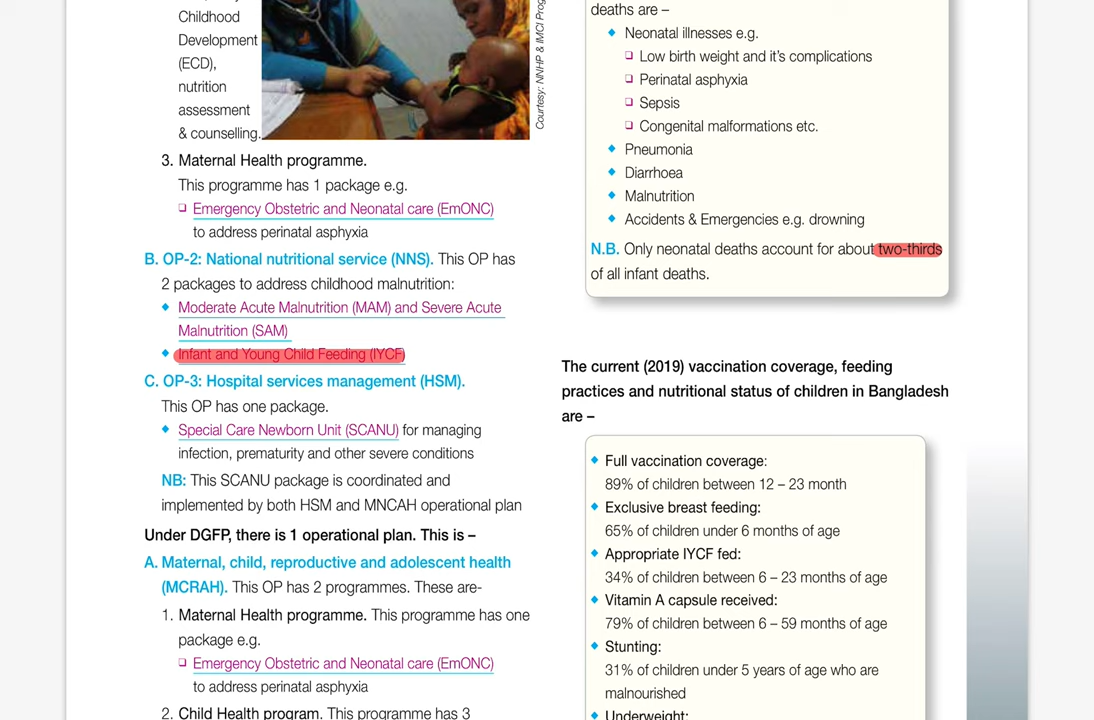 Childhood
Development
(ECD),
nutrition
assessment
& counselling.
Courtesy: NNHP & IMCI Prog
3. Maternal Health programme.
This programme has 1 package e.g.
❑ Emergency Obstetric and Neonatal care (EmONC)
to address perinatal asphyxia
B. OP-2: National nutritional service (NNS). This OP has
2 packages to address childhood malnutrition:
◆ Moderate Acute Malnutrition (MAM) and Severe Acute
Malnutrition (SAM)
◆ Infant and Young Child Feeding (IYCF)
C. OP-3: Hospital services management (HSM).
This OP has one package.
◆ Special Care Newborn Unit (SCANU) for managing
infection, prematurity and other severe conditions
NB: This SCANU package is coordinated and
implemented by both HSM and MNCAH operational plan
Under DGFP, there is 1 operational plan. This is –
A. Maternal, child, reproductive and adolescent health
(MCRAH). This OP has 2 programmes. These are-
1. Maternal Health programme. This programme has one
package e.g.
❑ Emergency Obstetric and Neonatal care (EmONC)
to address perinatal asphyxia
2. Child Health program. This programme has 3
deaths are –
◆ Neonatal illnesses e.g.
❑ Low birth weight and it's complications
❑ Perinatal asphyxia
❑ Sepsis
❑ Congenital malformations etc.
◆ Pneumonia
◆ Diarrhoea
◆ Malnutrition
◆ Accidents & Emergencies e.g. drowning
N.B. Only neonatal deaths account for about two-thirds
of all infant deaths.
The current (2019) vaccination coverage, feeding
practices and nutritional status of children in Bangladesh
are –
◆ Full vaccination coverage:
89% of children between 12 – 23 month
◆ Exclusive breast feeding:
65% of children under 6 months of age
◆ Appropriate IYCF fed:
34% of children between 6 – 23 months of age
◆ Vitamin A capsule received:
79% of children between 6 – 59 months of age
◆ Stunting:
31% of children under 5 years of age who are
malnourished
◆ Underweight: